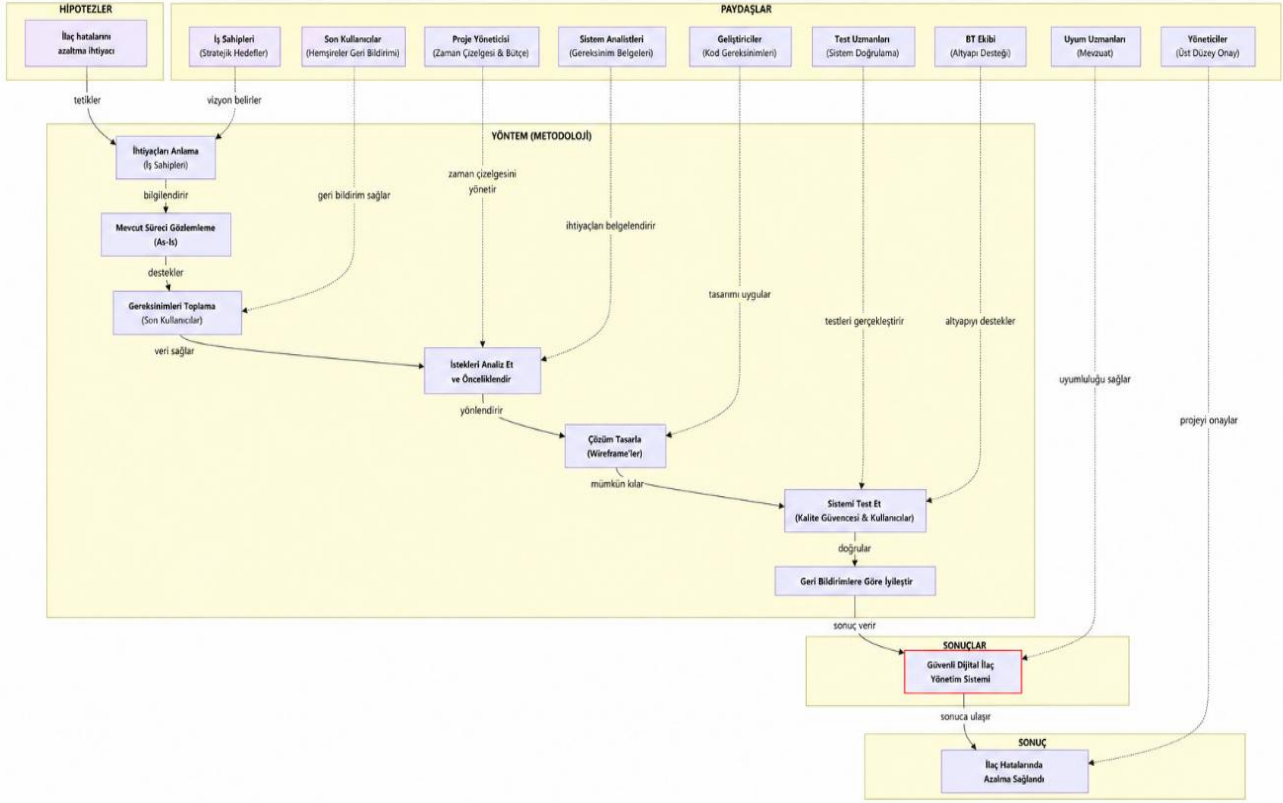 HİPOTEZLER
İlaç hatalarını
azaltma ihtiyacı
PAYDAŞLAR
İş Sahipleri
(Stratejik Hedefler)
Son Kullanıcılar
(Hemşireler Geri Bildirimi)
Proje Yöneticisi
(Zaman Çizelgesi & Bütçe)
Sistem Analistleri
(Gereksinim Belgeleri)
Geliştiriciler
(Kod Gereksinimleri)
Test Uzmanları
(Sistem Doğrulama)
BT Ekibi
(Altyapı Desteği)
Uyum Uzmanları
(Mevzuat)
Yöneticiler
(Üst Düzey Onay)
tetikler
vizyon belirler
YÖNTEM (METODOLOJİ)
İhtiyaçları Anlama
(İş Sahipleri)
bilgilendirir
geri bildirim sağlar
zaman çizelgesini
yönetir
ihtiyaçları belgelendirir
Mevcut Süreci Gözlemleme
(As-Is)
destekler
Gereksinimleri Toplama
(Son Kullanıcılar)
tasarımı uygular
testleri gerçekleştirir
altyapıyı destekler
veri sağlar
İstekleri Analiz Et
ve Önceliklendir
uyumluluğu sağlar
yönlendirir
projeyi onaylar
Çözüm Tasarla
(Wireframe'ler)
mümkün kılar
Sistemi Test Et
(Kalite Güvencesi & Kullanıcılar)
doğrular
Geri Bildirimlere Göre İyileştir
sonuç verir
SONUÇLAR
Güvenli Dijital İlaç
Yönetim Sistemi
sonuca ulaşır
SONUÇ
İlaç Hatalarında
Azalma Sağlandı